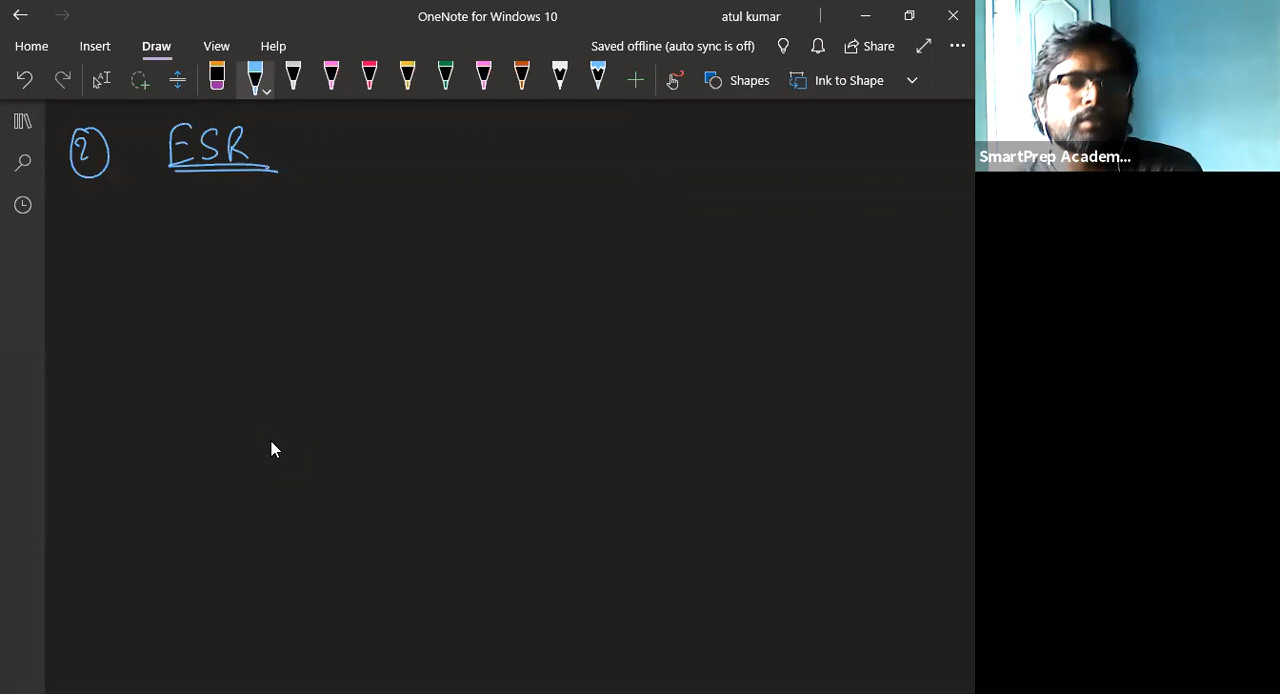 OneNote for Windows 10
atul kumar
Home Insert Draw View Help
Saved offline (auto sync is off)
Share
Shapes
Ink to Shape
2 ESR
SmartPrep Academ...